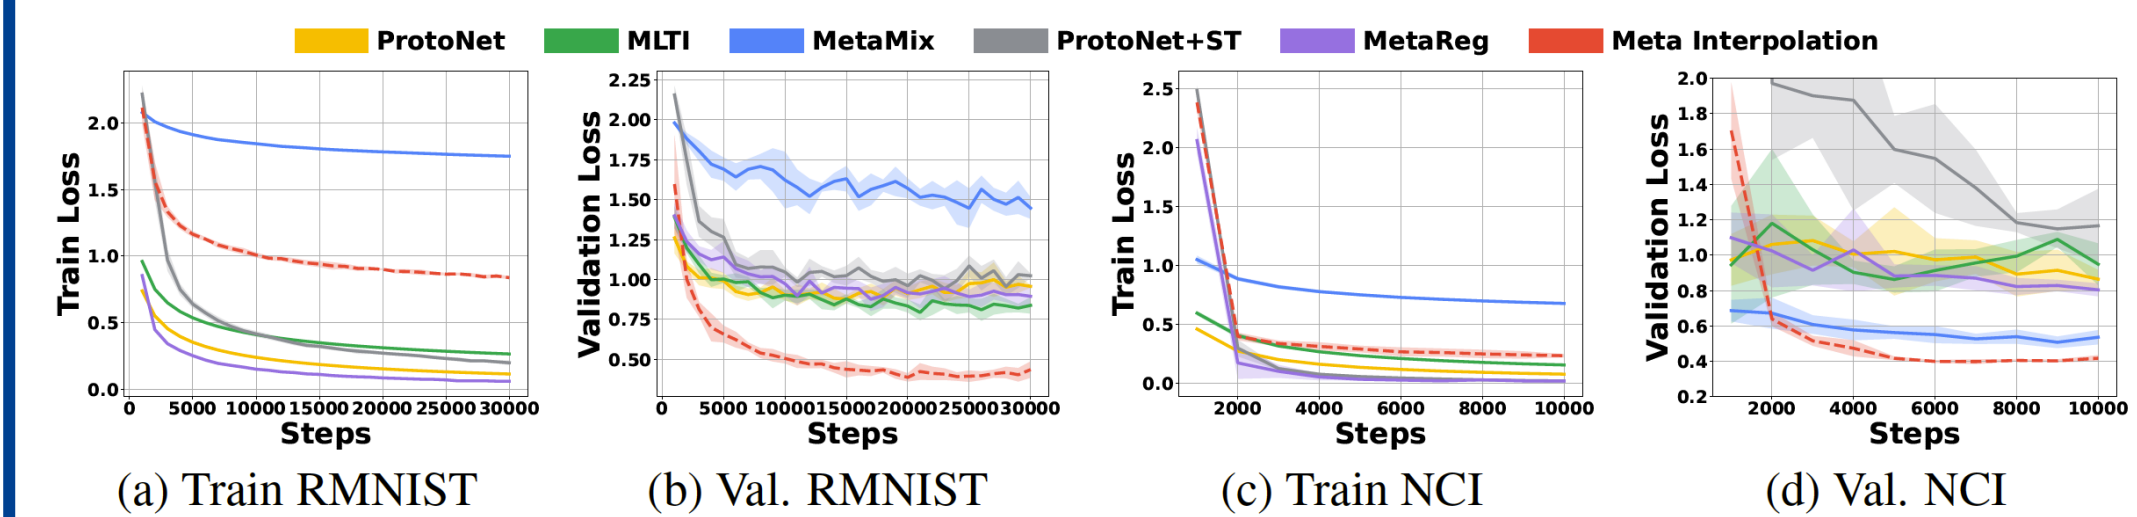 ProtoNet MLTI MetaMix ProtoNet+ST MetaReg Meta Interpolation
Train Loss
2.0
1.5
1.0
0.5
0.0
0 5000 10000 15000 20000 25000 30000
Steps
(a) Train RMNIST
Validation Loss
2.25
2.00
1.75
1.50
1.25
1.00
0.75
0.50
0 5000 10000 15000 20000 25000 30000
Steps
(b) Val. RMNIST
Train Loss
2.5
2.0
1.5
1.0
0.5
0.0
2000 4000 6000 8000 10000
Steps
(c) Train NCI
Validation Loss
2.0
1.8
1.6
1.4
1.2
1.0
0.8
0.6
0.4
0.2
2000 4000 6000 8000 10000
Steps
(d) Val. NCI